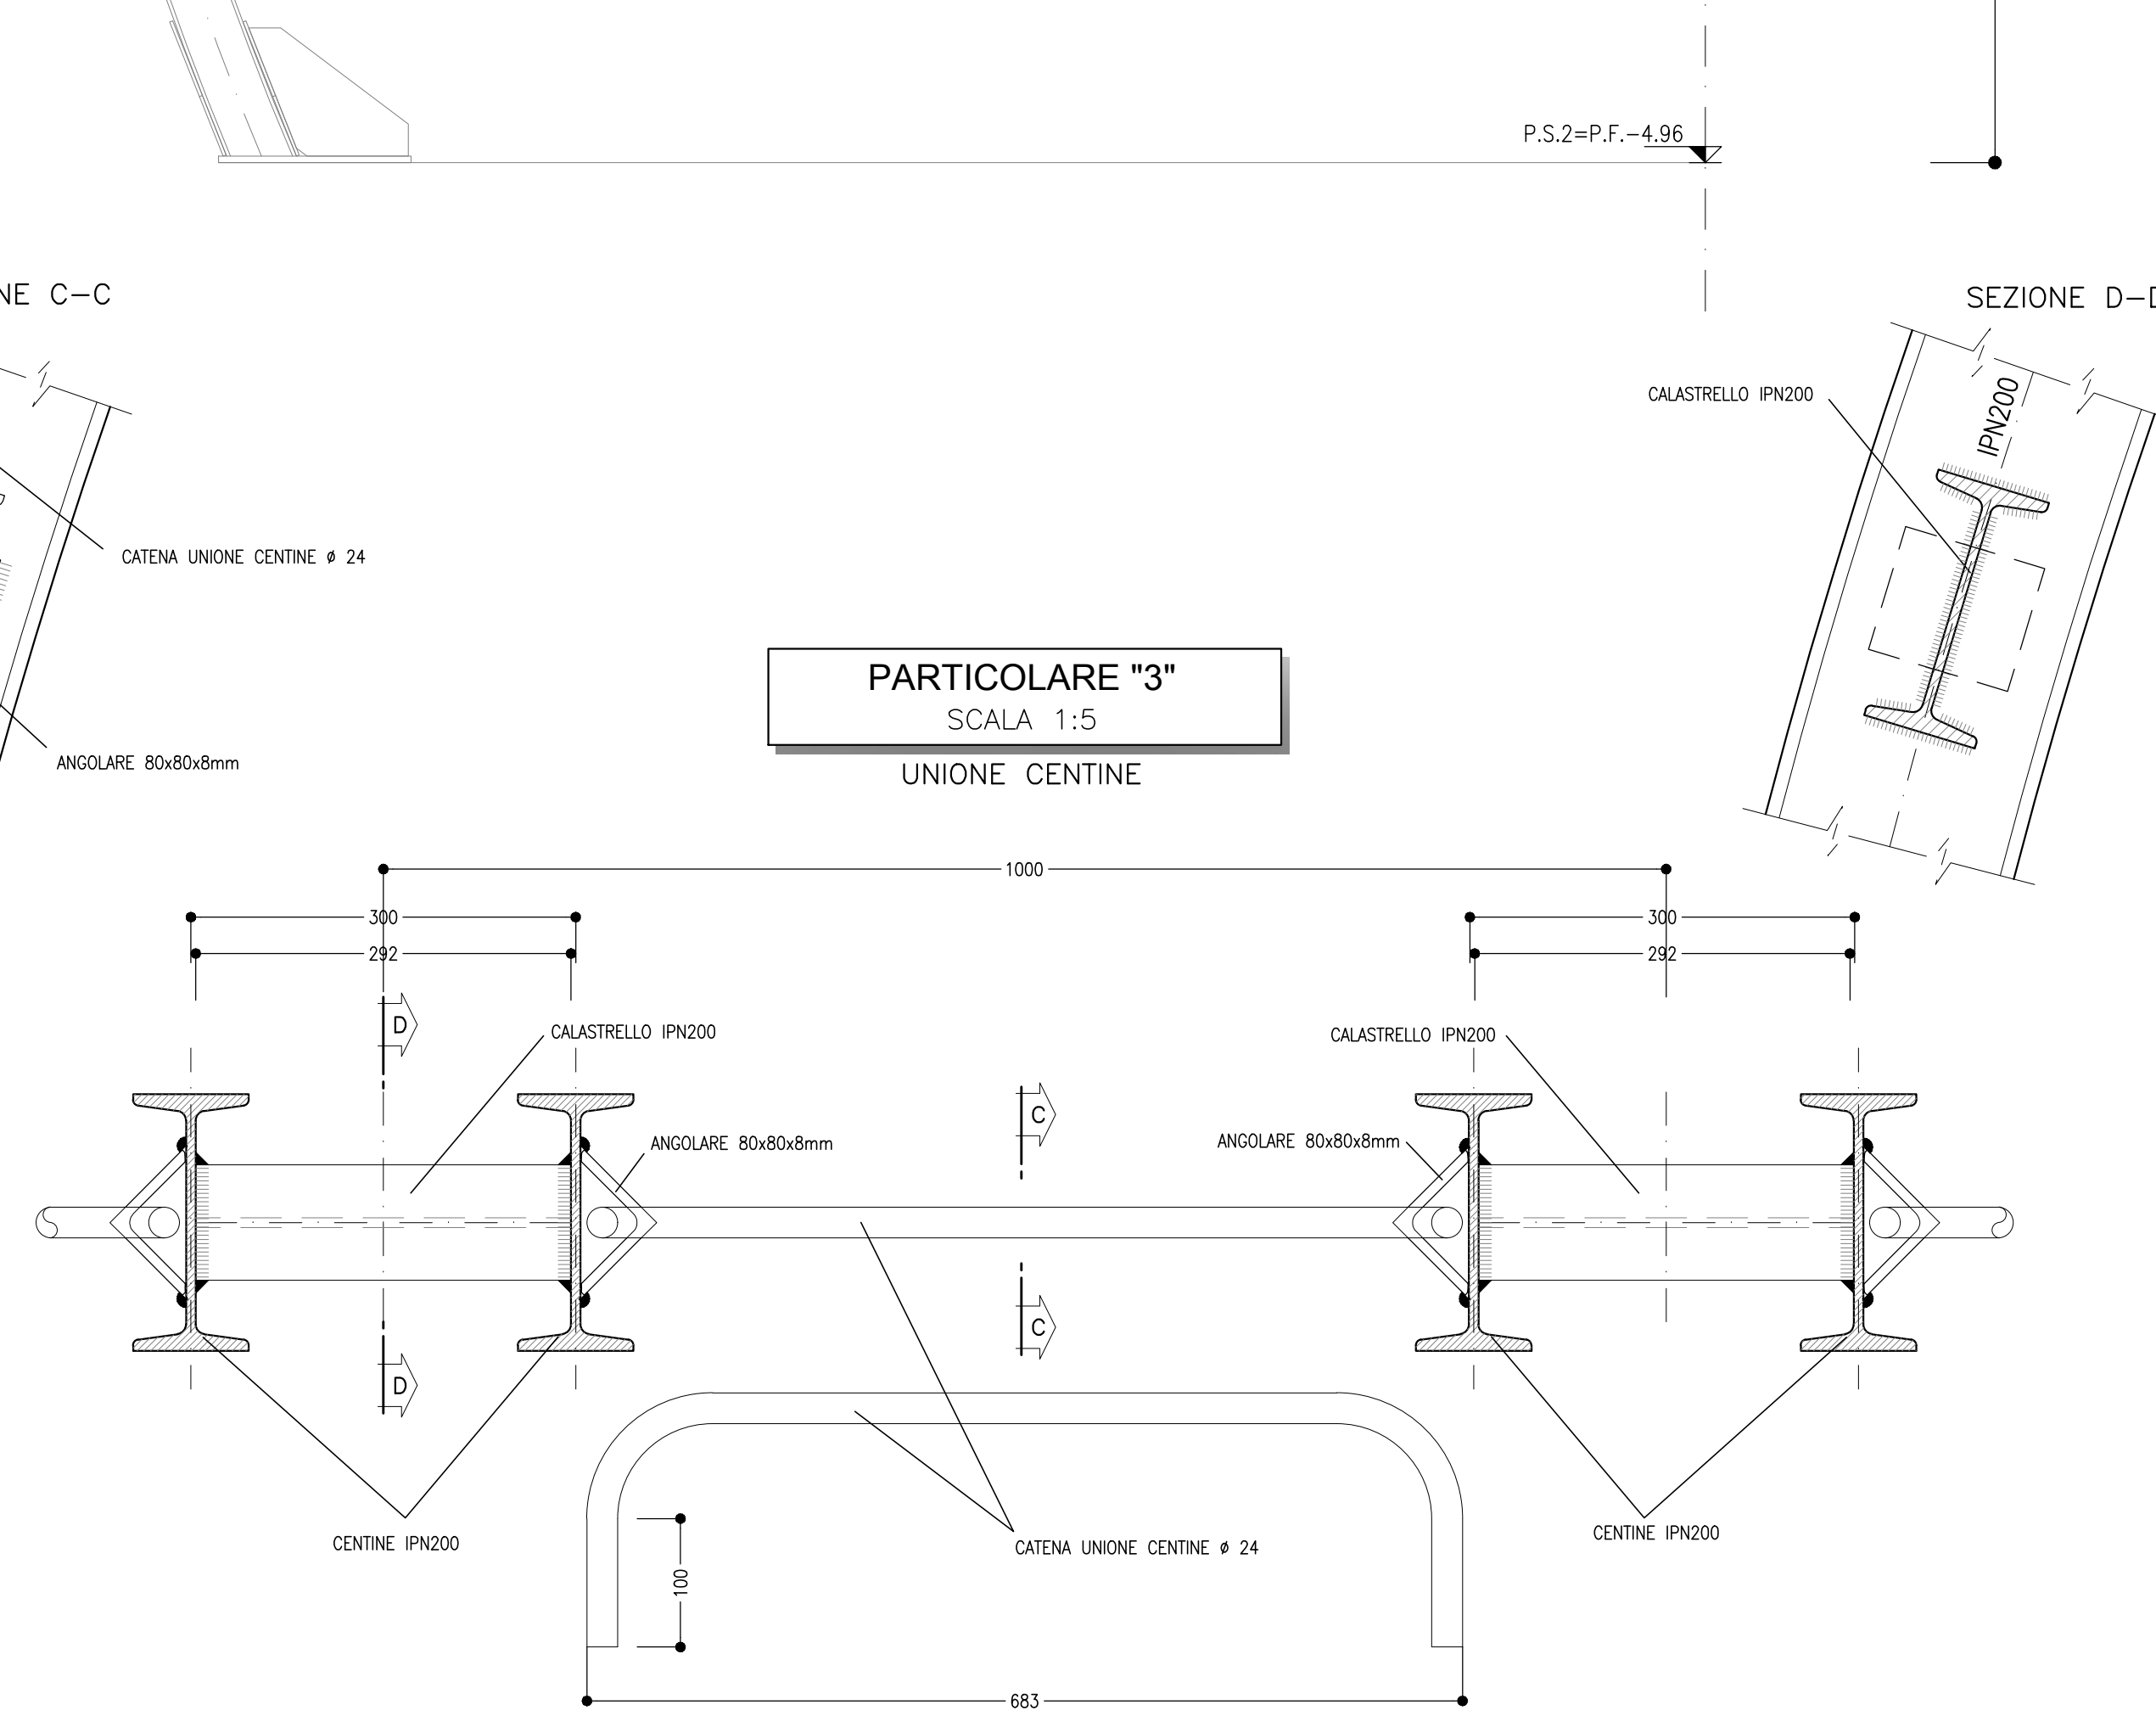 P.S.2=P.F.-4.96
NE C-C
SEZIONE D-D
CALASTRELLO IPN200
IPN200
CATENA UNIONE CENTINE ø 24
ANGOLARE 80x80x8mm
PARTICOLARE "3"
SCALA 1:5
UNIONE CENTINE
1000
300
300
292
292
D
CALASTRELLO IPN200
CALASTRELLO IPN200
C
ANGOLARE 80x80x8mm
ANGOLARE 80x80x8mm
C
D
CENTINE IPN200
CATENA UNIONE CENTINE ø 24
CENTINE IPN200
100
683